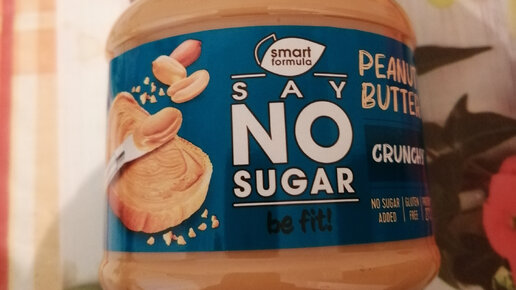 smart
formula
SAY
NO
SUGAR
be fit!
PEANUT
BUTTER
CRUNCHY
NO SUGAR
ADDED
GLUTEN
FREE